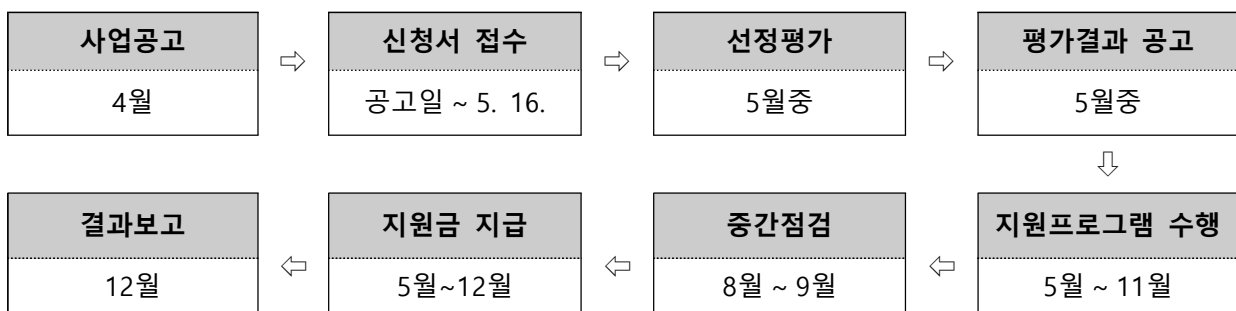 사업공고
4월
⇨
신청서 접수
공고일 ~ 5. 16.
⇨
선정평가
5월중
⇨
평가결과 공고
5월중
⇩
지원프로그램 수행
5월 ~ 11월
⇦
중간점검
8월 ~ 9월
⇦
지원금 지급
5월~12월
⇦
결과보고
12월